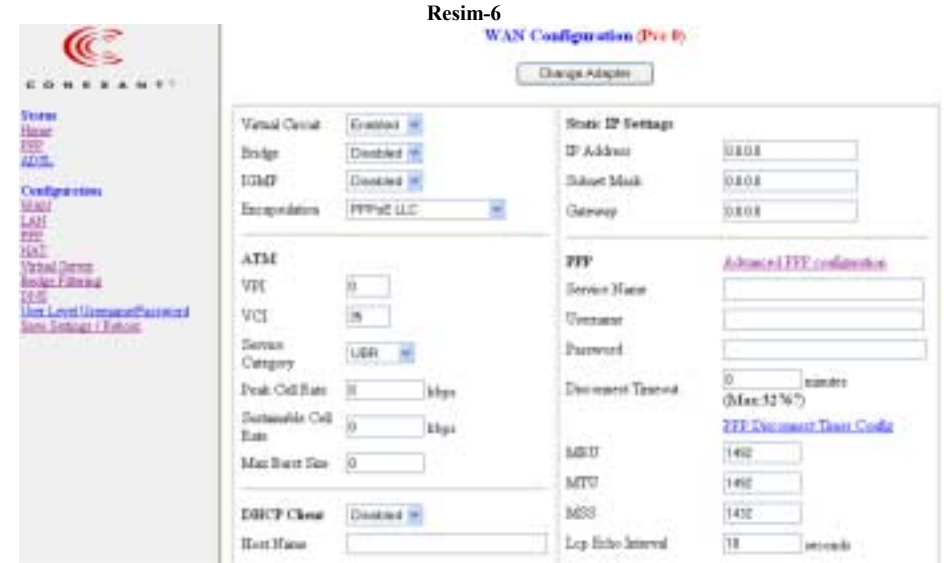 Resim-6
WAN Configuration (Pvc 0)
CONEXANT
Change Adapter
Status
Home
PPP
ADSL
Configuration
WAN
LAN
PPP
NAT
Virtual Server
Bridge Filtering
DNS
User Level Username/Password
Save Settings / Reboot
Virtual Circuit Enabled
Bridge Disabled
IGMP Disabled
Encapsulation PPPoE LLC
ATM
VPI 0
VCI 35
Service Category UBR
Peak Cell Rate 0 kbps
Sustainable Cell Rate 0 kbps
Max Burst Size 0
DHCP Client Disabled
Host Name
Static IP Settings
IP Address 0.0.0.0
Subnet Mask 0.0.0.0
Gateway 0.0.0.0
PPP Advanced PPP configuration
Service Name
Username
Password
Disconnect Timeout 0 minutes
(Max:32767)
PPP Disconnect Timer Config
MRU 1492
MTU 1492
MSS 1432
Lcp Echo Interval 10 seconds